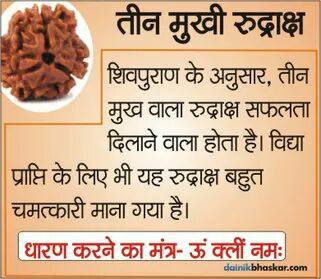 तीन मुखी रुद्राक्ष
शिवपुराण के अनुसार, तीन
मुख वाला रुद्राक्ष सफलता
दिलाने वाला होता है। विद्या
प्राप्ति के लिए भी यह रुद्राक्ष बहुत
चमत्कारी माना गया है।
धारण करने का मंत्र- ऊं क्लीं नमः
dainikbhaskar.com